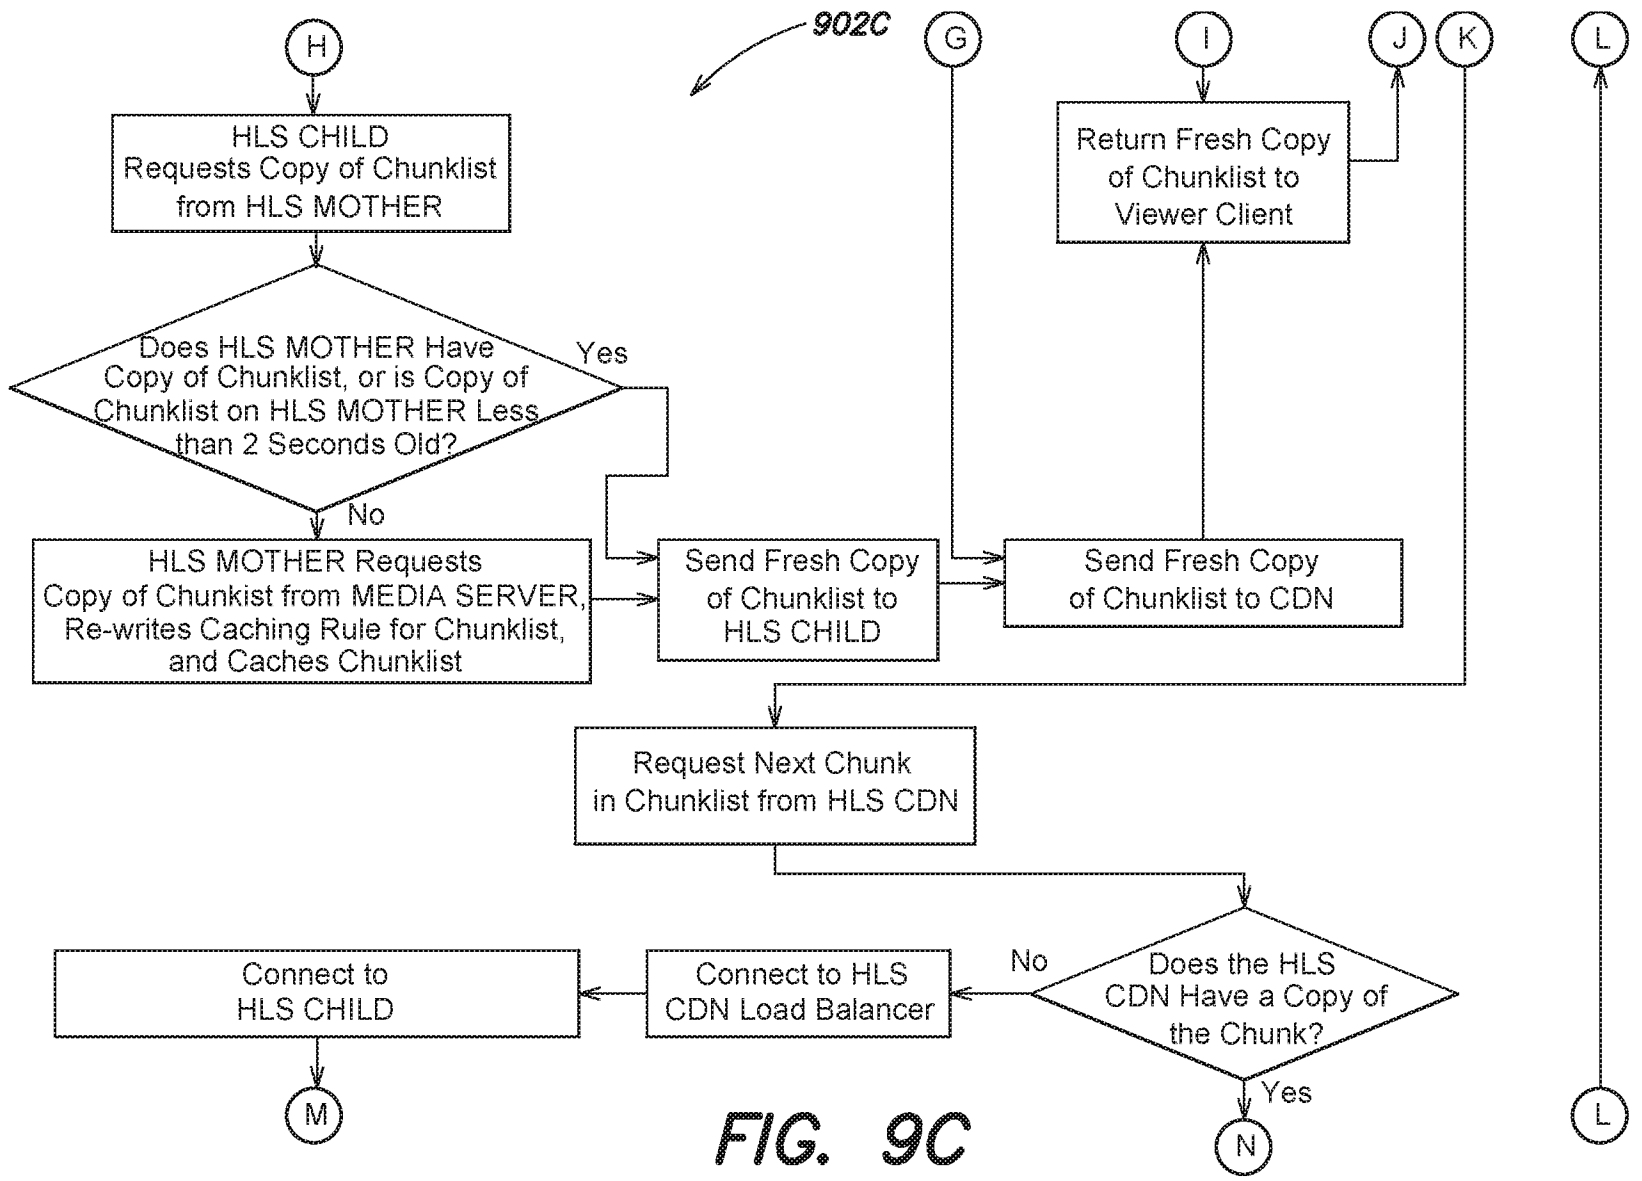 902C
H
G
I
J
K
L
HLS CHILD
Requests Copy of Chunklist
from HLS MOTHER
Return Fresh Copy
of Chunklist to
Viewer Client
Does HLS MOTHER Have
Copy of Chunklist, or is Copy of
Chunklist on HLS MOTHER Less
than 2 Seconds Old?
Yes
No
HLS MOTHER Requests
Copy of Chunkist from MEDIA SERVER,
Re-writes Caching Rule for Chunklist,
and Caches Chunklist
Send Fresh Copy
of Chunklist to
HLS CHILD
Send Fresh Copy
of Chunklist to CDN
Request Next Chunk
in Chunklist from HLS CDN
Does the HLS
CDN Have a Copy of
the Chunk?
No
Yes
Connect to HLS
CDN Load Balancer
Connect to
HLS CHILD
M
N
L
FIG. 9C